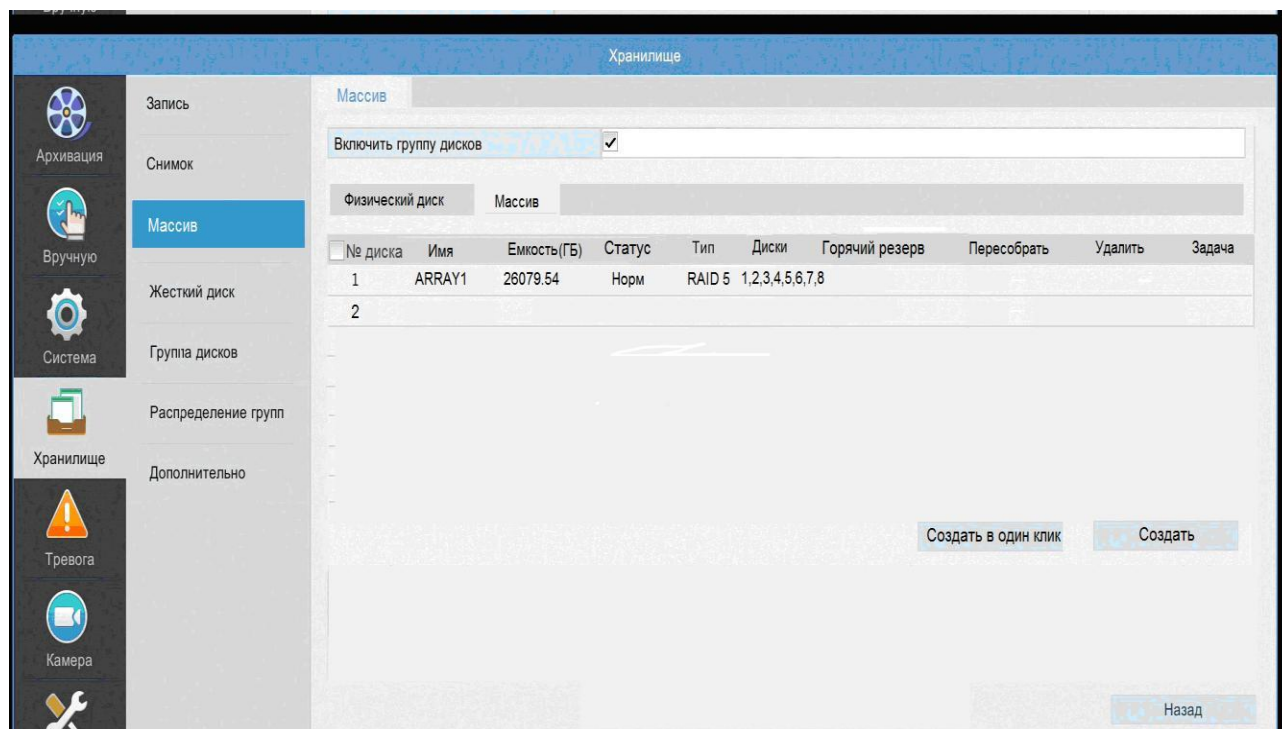 Хранилище
Архивация
Вручную
Система
Хранилище
Тревога
Камера
Запись
Снимок
Массив
Жесткий диск
Группа дисков
Распределение групп
Дополнительно
Массив
Включить группу дисков
Физический диск Массив
№ диска Имя Емкость(ГБ) Статус Тип Диски Горячий резерв Пересобрать Удалить Задача
1 ARRAY1 26079.54 Норм RAID 5 1,2,3,4,5,6,7,8
2
Создать в один клик Создать
Назад